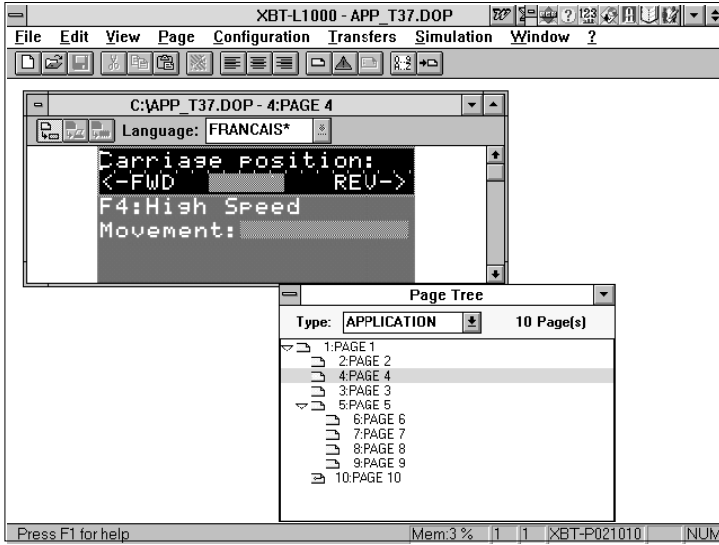 XBT-L1000 - APP_T37.DOP
File Edit View Page Configuration Transfers Simulation Window ?
C:\APP_T37.DOP - 4:PAGE 4
Language: FRANCAIS*
Carriage position:
<-FWD REV->
F4:High Speed
Movement:
Page Tree
Type: APPLICATION 10 Page(s)
1:PAGE 1
2:PAGE 2
4:PAGE 4
3:PAGE 3
5:PAGE 5
6:PAGE 6
7:PAGE 7
8:PAGE 8
9:PAGE 9
10:PAGE 10
Press F1 for help Mem:3 % 1 1 XBT-P021010 NUM